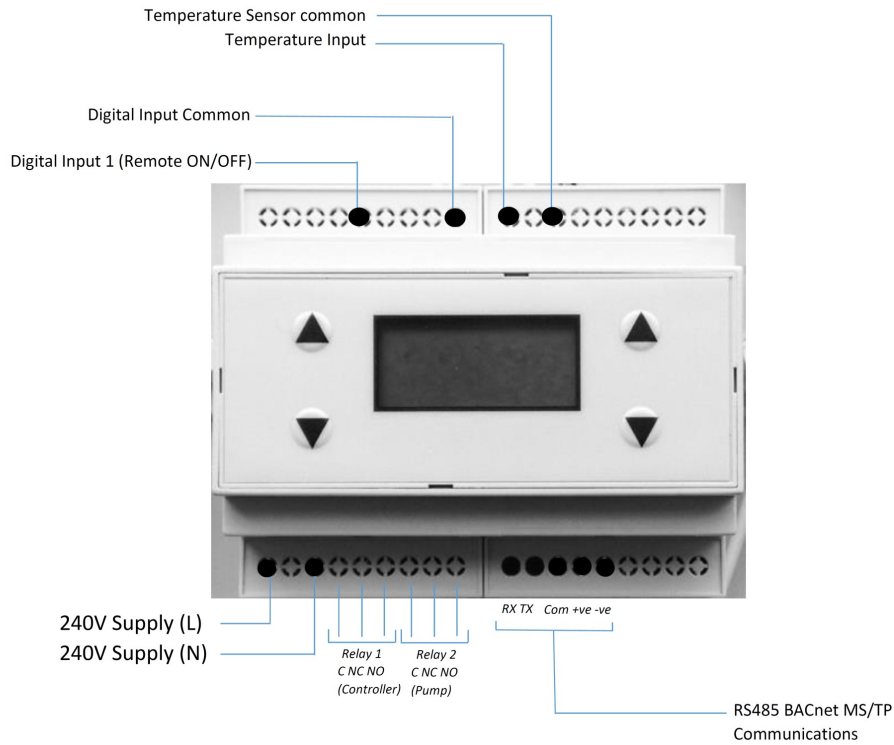 Temperature Sensor common
Temperature Input
Digital Input Common
Digital Input 1 (Remote ON/OFF)
RX TX Com +ve -ve
240V Supply (L)
240V Supply (N)
Relay 1
C NC NO
(Controller)
Relay 2
C NC NO
(Pump)
RS485 BACnet MS/TP
Communications